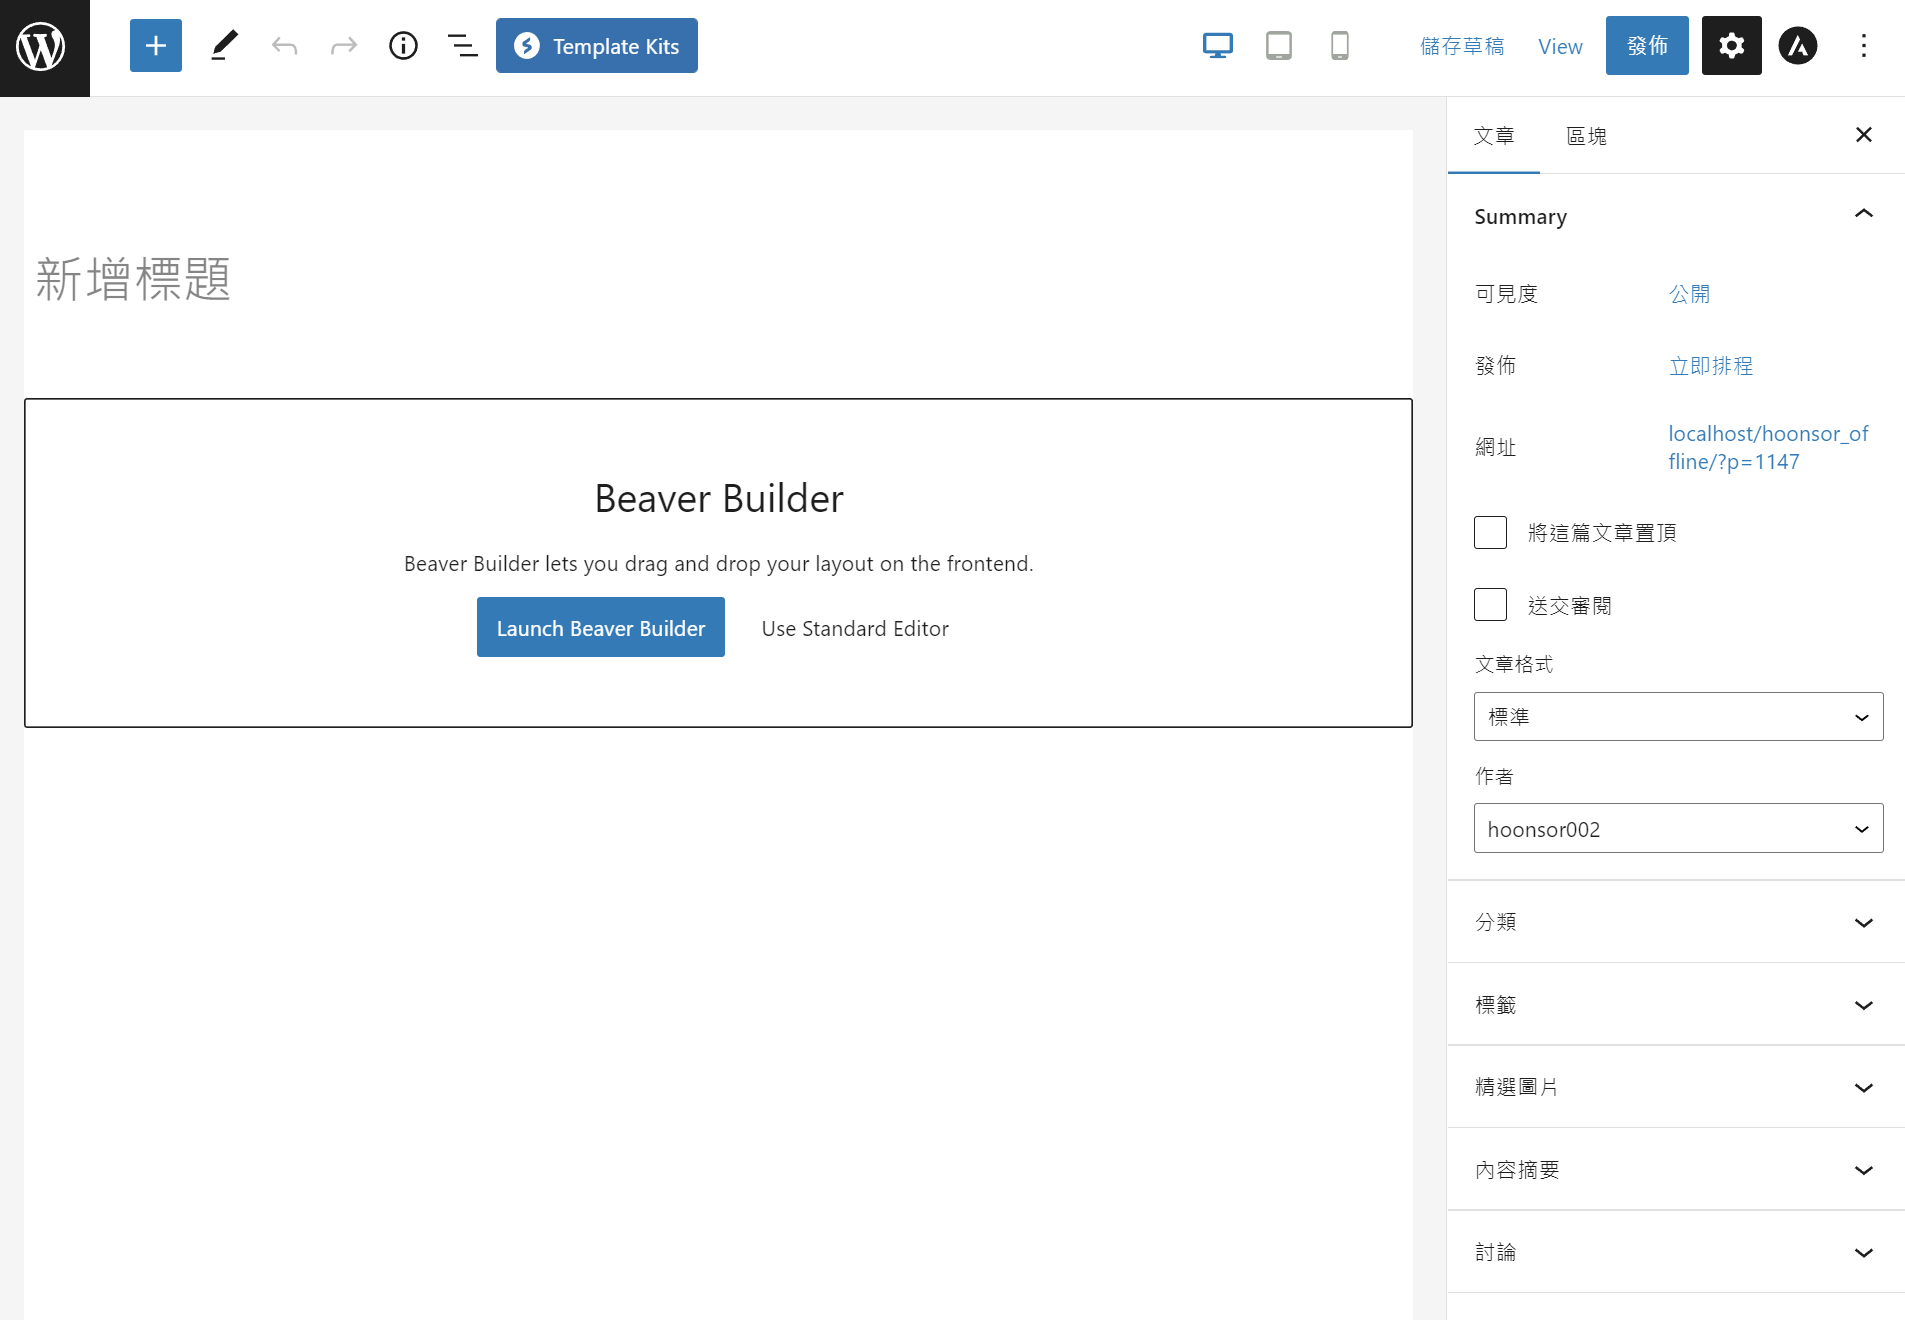 Template Kits
儲存草稿
View
發佈
文章
區塊
Summary
新增標題
可見度
公開
發佈
立即排程
網址
localhost/hoonsor_of
fline/?p=1147
Beaver Builder
Beaver Builder lets you drag and drop your layout on the frontend.
Launch Beaver Builder
Use Standard Editor
將這篇文章置頂
送交審閱
文章格式
標準
作者
hoonsor002
分類
標籤
精選圖片
內容摘要
討論